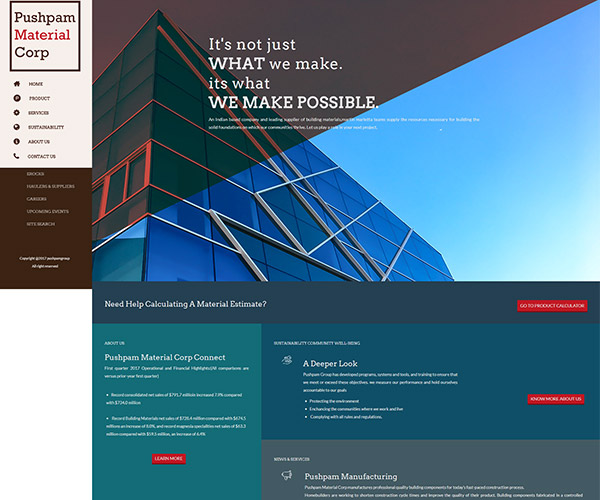 Pushpam
Material
Corp
HOME
PRODUCT
SERVICES
SUSTAINABILITY
ABOUT US
CONTACT US
BROCES
HAULERS & SUPPLIERS
CAREERS
UPCOMING EVENTS
SITE SEARCH
Copyright @2017 pushpamgroup
All right reserved
It's not just
WHAT we make.
its what
WE MAKE POSSIBLE.
An Indian based company and leading supplier of building materials, teams supply the resources necessary for building the
solid foundations on which our communities thrive. Let us play a role in your next project.
Need Help Calculating A Material Estimate?
GO TO PRODUCT CALCULATOR
ABOUT US
Pushpam Material Corp Connect
First quarter 2017 Operational and Financial Highlights(All comparisons are
versus prior year first quarter)
• Record consolidated net sales of $791.7 million increased 7.8% compared
with $734.0 million
• Record Building Materials net sales of $728.4 million compared with $674.5
millions an increase of 8.0%, and record magnesia specialties net sales of $63.3
million compared with $59.5 million, an increase of 6.4%
LEARN MORE
SUSTAINABILITY COMMUNITY WELL-BEING
A Deeper Look
Pushpam Group has developed programs, systems and tools, and training to ensure that
we meet or exceed these objectives. we measure our performance and hold ourselves
accountable to our goals:
• Protecting the environment
• Enchancing the communities where we work and live
• Complying with all rules and regulations.
KNOW MORE ABOUT US
NEWS & SERVICES
Pushpam Manufacturing
Pushpam Material Corp manufactures professional quality building components for today's fast paced construction process.
Homebuilders are working to shorten construction cycle times and improve the quality of their product. Building components fabricated in a controlled